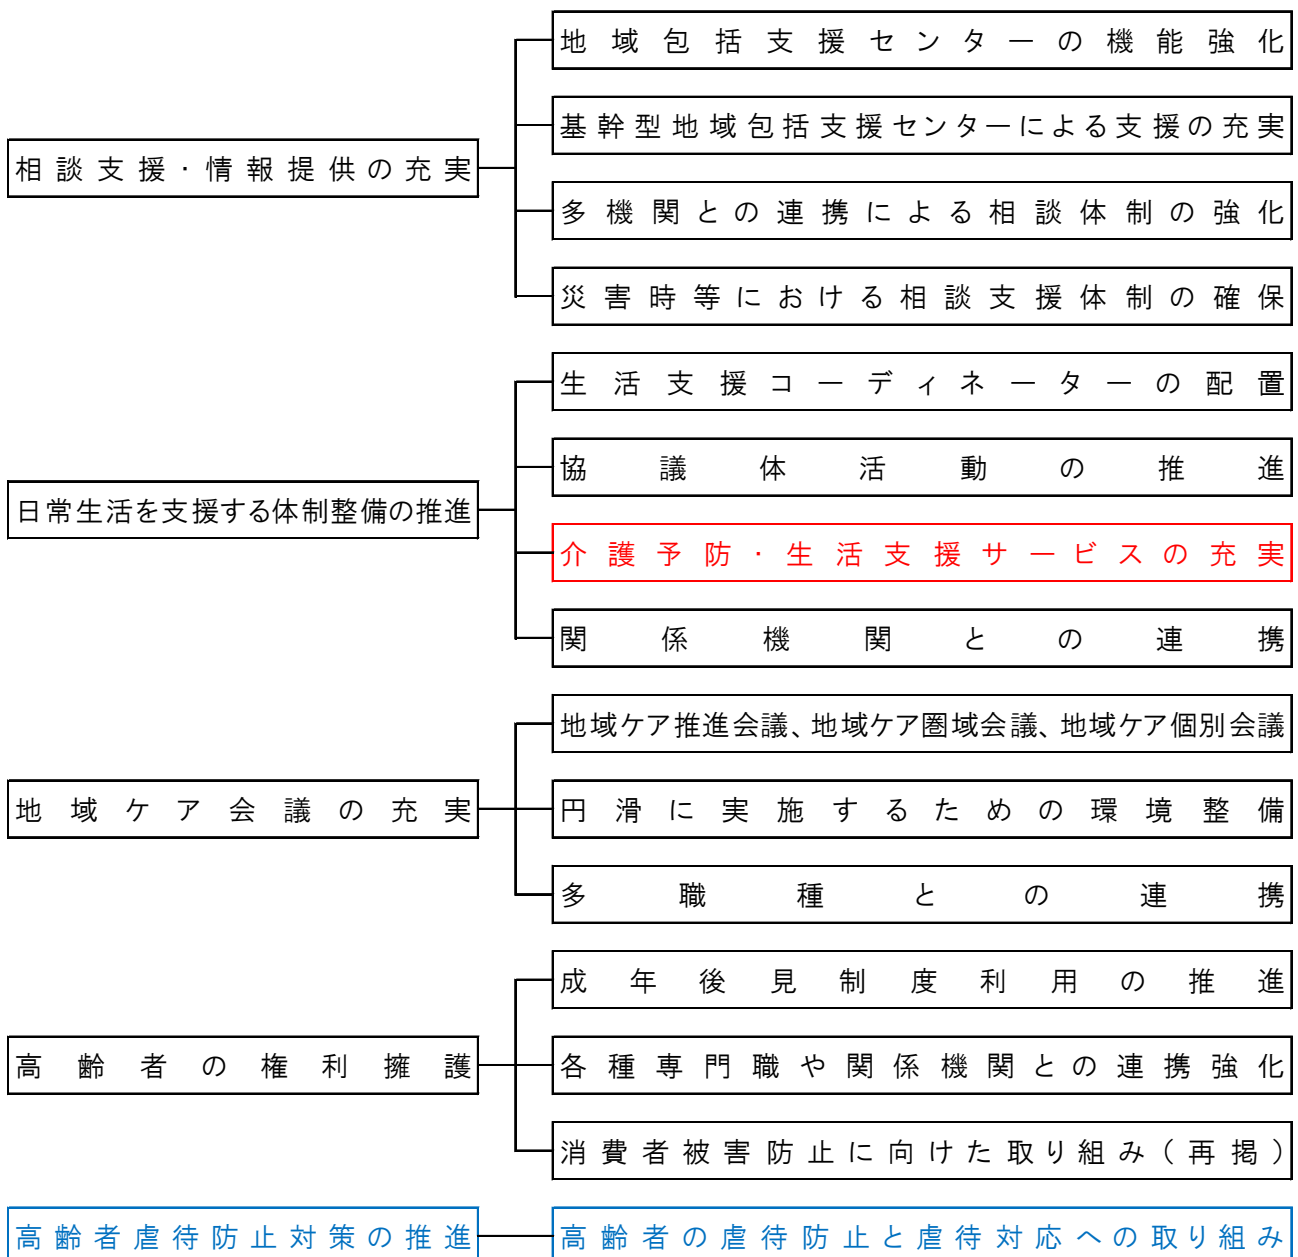 相談支援・情報提供の充実
地域包括支援センターの機能強化
基幹型地域包括支援センターによる支援の充実
多機関との連携による相談体制の強化
災害時等における相談支援体制の確保
日常生活を支援する体制整備の推進
生活支援コーディネーターの配置
協議体活動の推進
介護予防・生活支援サービスの充実
関係機関との連携
地域ケア会議の充実
地域ケア推進会議、地域ケア圏域会議、地域ケア個別会議
円滑に実施するための環境整備
多職種との連携
高齢者の権利擁護
成年後見制度利用の推進
各種専門職や関係機関との連携強化
消費者被害防止に向けた取り組み（再掲）
高齢者虐待防止対策の推進
高齢者の虐待防止と虐待対応への取り組み